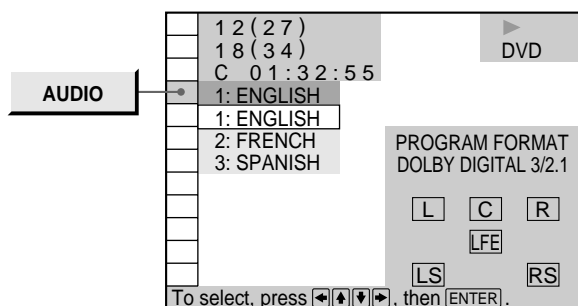 12(27)
18(34)
C 01:32:55
DVD
AUDIO
1: ENGLISH
1: ENGLISH
2: FRENCH
3: SPANISH
PROGRAM FORMAT
DOLBY DIGITAL 3/2.1
L C R
LFE
LS RS
To select, press ←↑↓→, then ENTER.